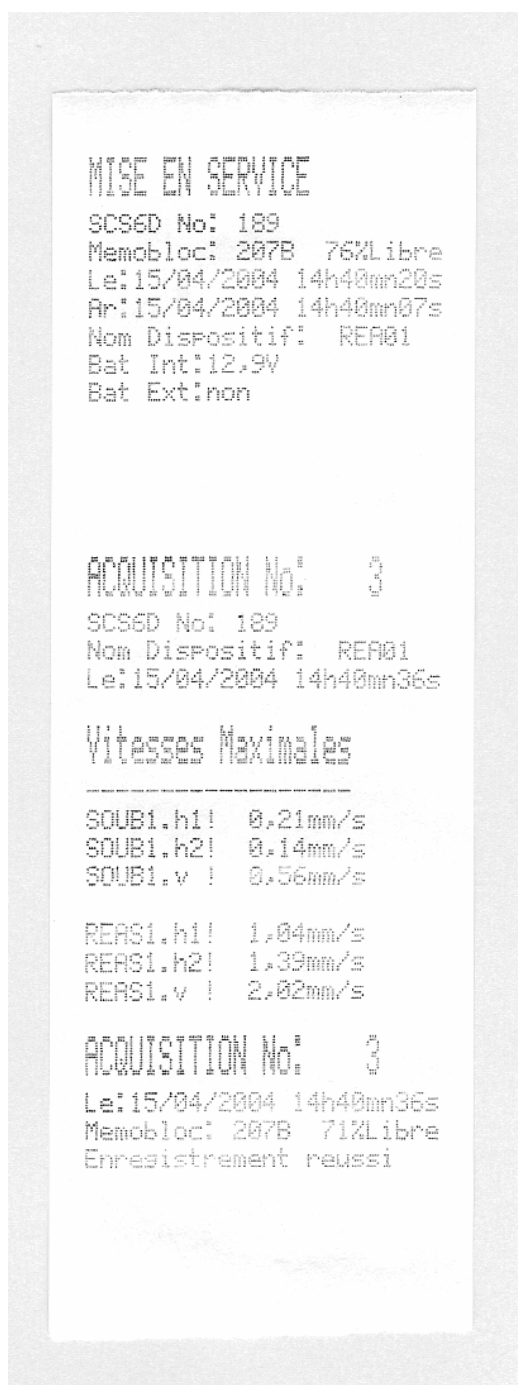 MISE EN SERVICE
SCS6D No: 189
Memobloc: 207B 76%Libre
Le:15/04/2004 14h40mn20s
Ar:15/04/2004 14h40mn07s
Nom Dispositif: REA01
Bat Int:12,9V
Bat Ext:non
ACQUISITION No: 3
SCS6D No: 189
Nom Dispositif: REA01
Le:15/04/2004 14h40mn36s
Vitesses Maximales
SOUB1.h1! 0,21mm/s
SOUB1.h2! 0,14mm/s
SOUB1.v ! 0,56mm/s
REAS1.h1! 1,04mm/s
REAS1.h2! 1,39mm/s
REAS1.v ! 2,02mm/s
ACQUISITION No: 3
Le:15/04/2004 14h40mn36s
Memobloc: 207B 71%Libre
Enregistrement reussi